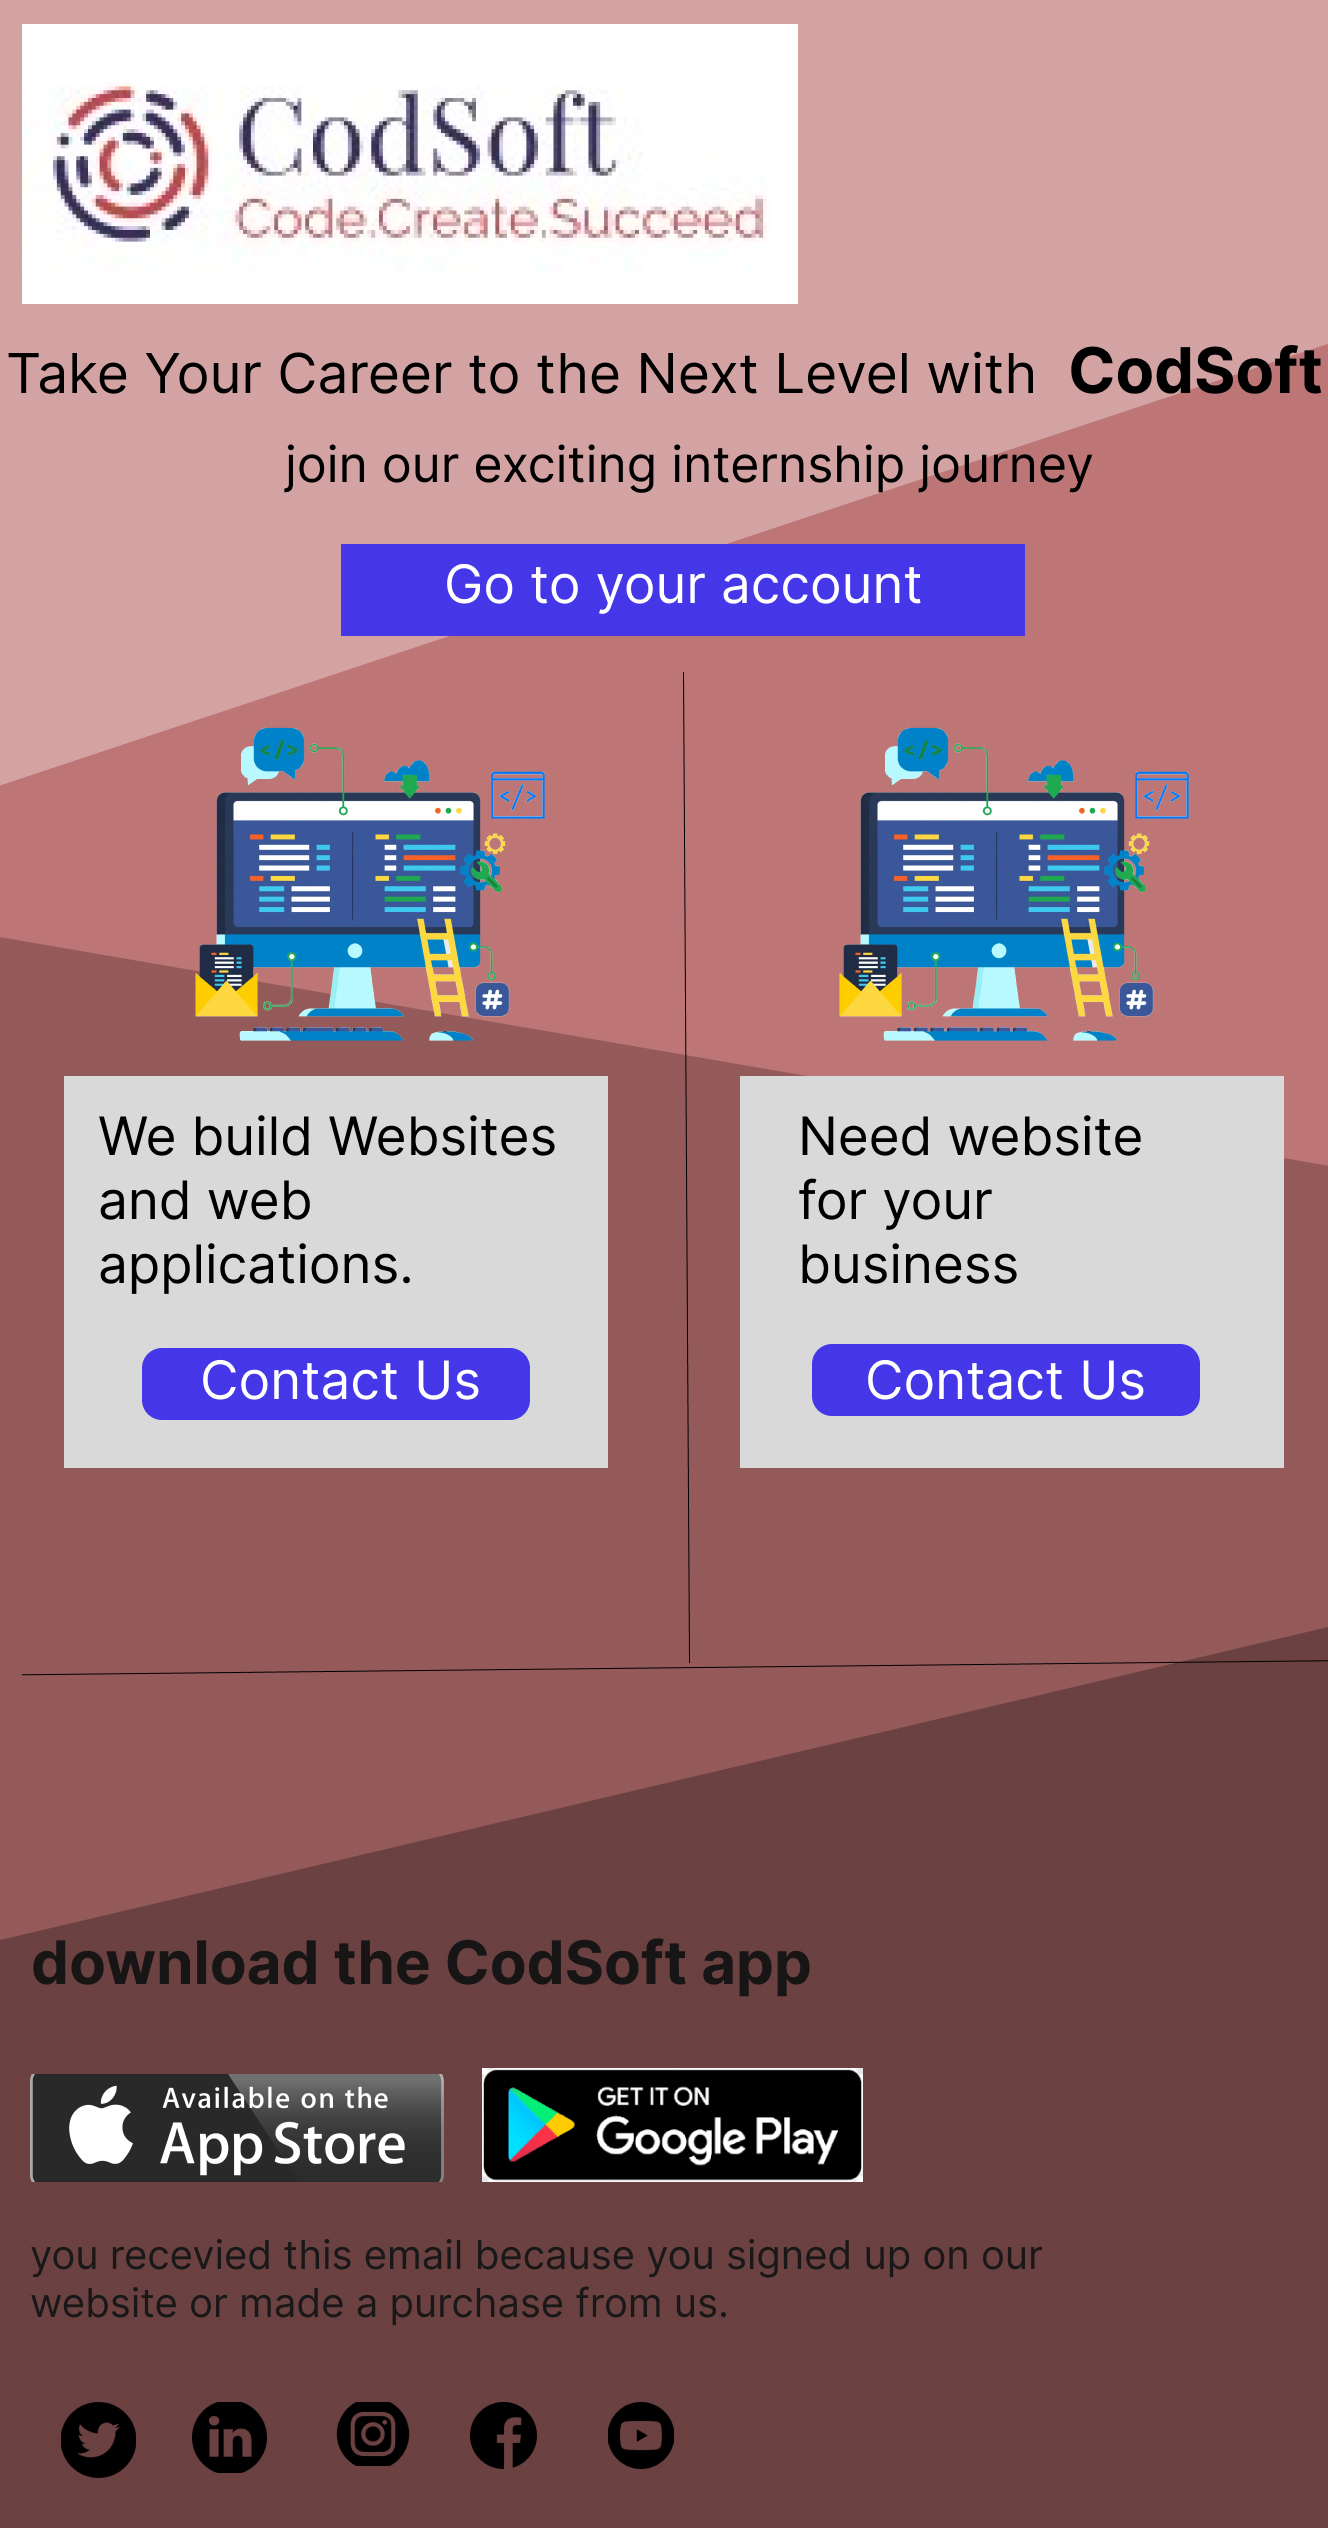 CodSoft
Code.Create.Succeed
Take Your Career to the Next Level with CodSoft
join our exciting internship journey
Go to your account
</>
</>
</>
</>
#
#
We build Websites
and web
applications.
Need website
for your
business
Contact Us
Contact Us
download the CodSoft app
Available on the
App Store
GET IT ON
Google Play
you recevied this email because you signed up on our
website or made a purchase from us.
in